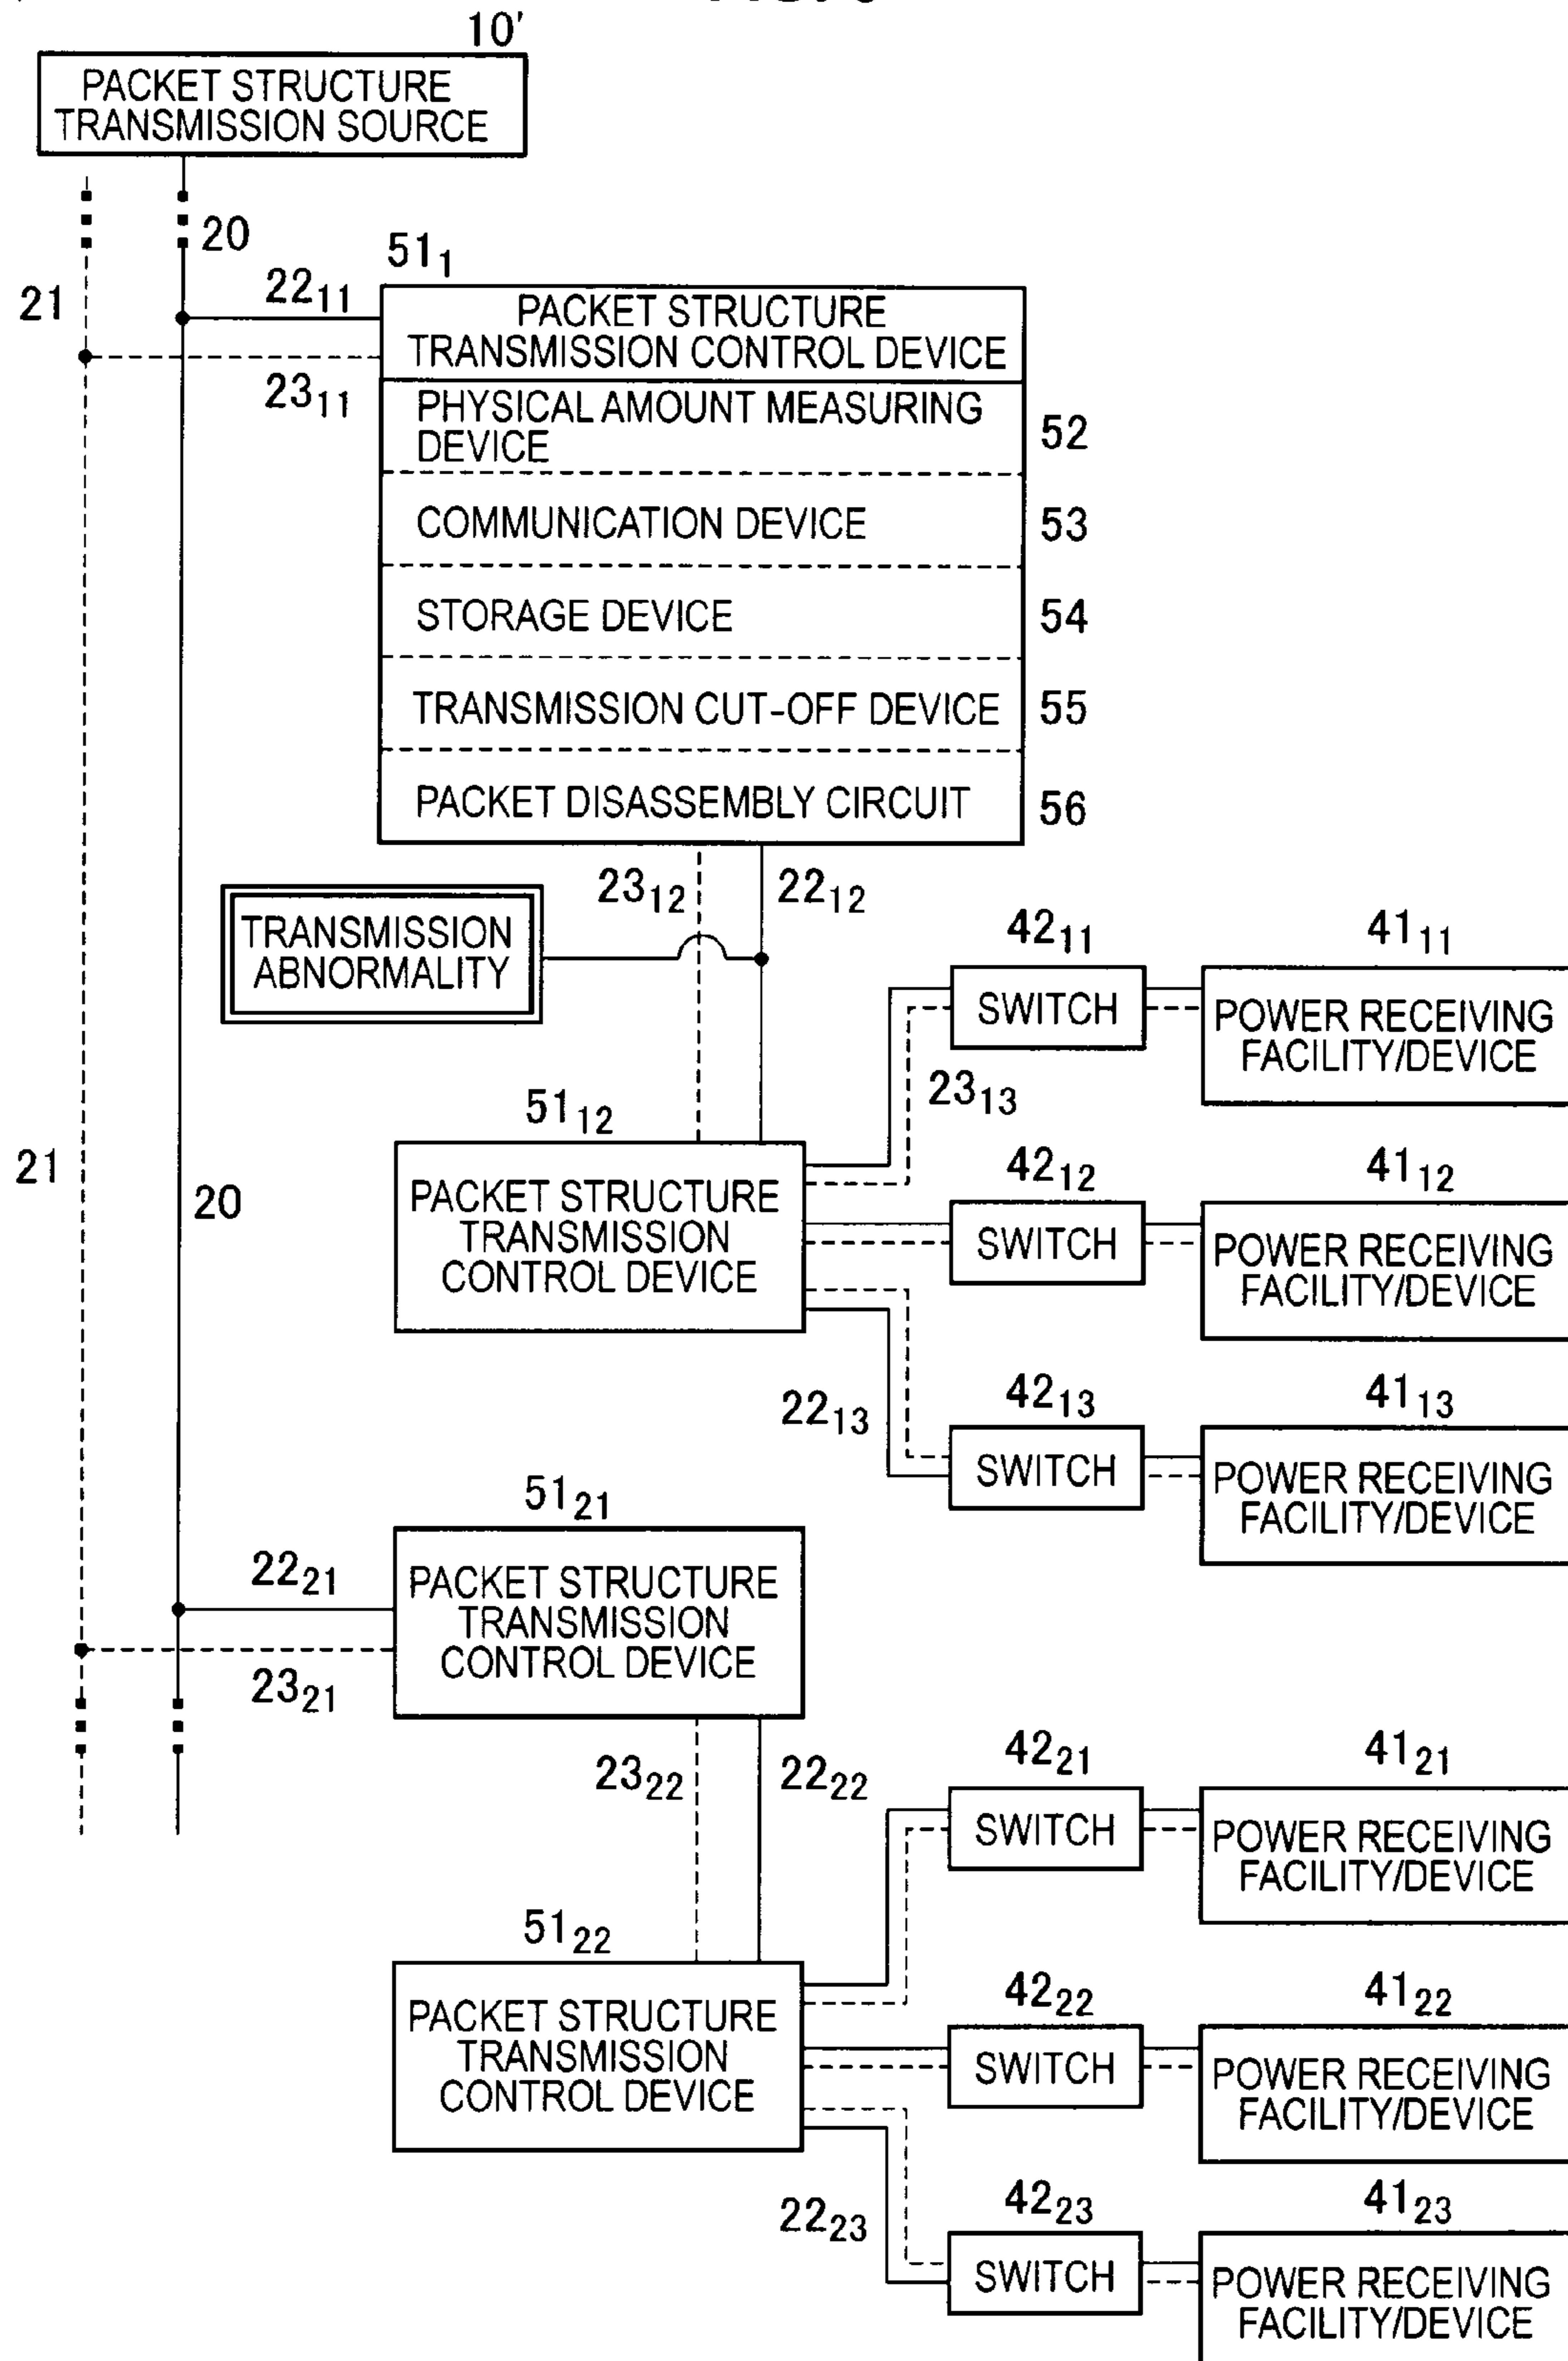 10'
PACKET STRUCTURE
TRANSMISSION SOURCE
20
51₁
21
22₁₁
PACKET STRUCTURE
TRANSMISSION CONTROL DEVICE
23₁₁
PHYSICAL AMOUNT MEASURING
DEVICE
52
COMMUNICATION DEVICE
53
STORAGE DEVICE
54
TRANSMISSION CUT-OFF DEVICE
55
PACKET DISASSEMBLY CIRCUIT
56
23₁₂
22₁₂
TRANSMISSION
ABNORMALITY
42₁₁
41₁₁
SWITCH
POWER RECEIVING
FACILITY/DEVICE
23₁₃
51₁₂
21
20
PACKET STRUCTURE
TRANSMISSION
CONTROL DEVICE
42₁₂
41₁₂
SWITCH
POWER RECEIVING
FACILITY/DEVICE
22₁₃
42₁₃
41₁₃
SWITCH
POWER RECEIVING
FACILITY/DEVICE
51₂₁
22₂₁
PACKET STRUCTURE
TRANSMISSION
CONTROL DEVICE
23₂₁
23₂₂
22₂₂
42₂₁
41₂₁
SWITCH
POWER RECEIVING
FACILITY/DEVICE
51₂₂
PACKET STRUCTURE
TRANSMISSION
CONTROL DEVICE
42₂₂
41₂₂
SWITCH
POWER RECEIVING
FACILITY/DEVICE
22₂₃
42₂₃
41₂₃
SWITCH
POWER RECEIVING
FACILITY/DEVICE